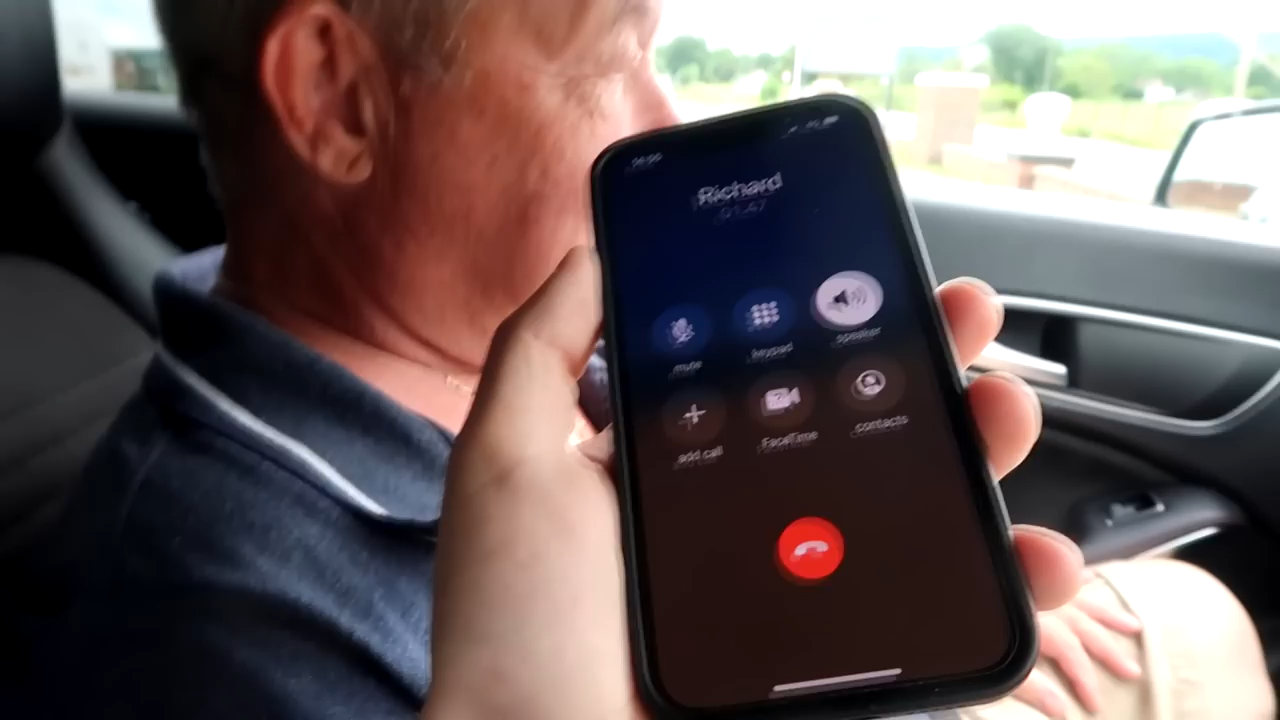 Richard
01:47
mute
keypad
speaker
add call
FaceTime
contacts